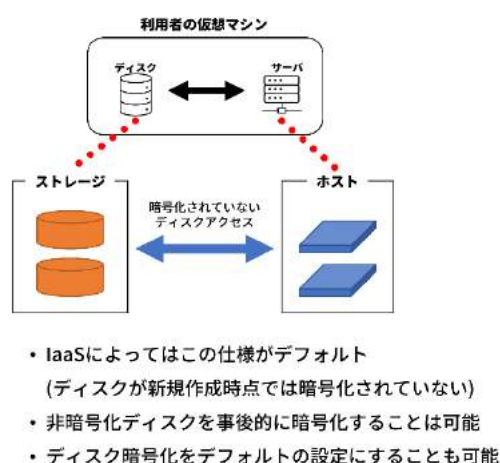 利用者の仮想マシン
ディスク
サーバ
ストレージ
ホスト
暗号化されていない
ディスクアクセス
• IaaSによってはこの仕様がデフォルト
(ディスクが新規作成時点では暗号化されていない)
• 非暗号化ディスクを事後的に暗号化することは可能
• ディスク暗号化をデフォルトの設定にすることも可能